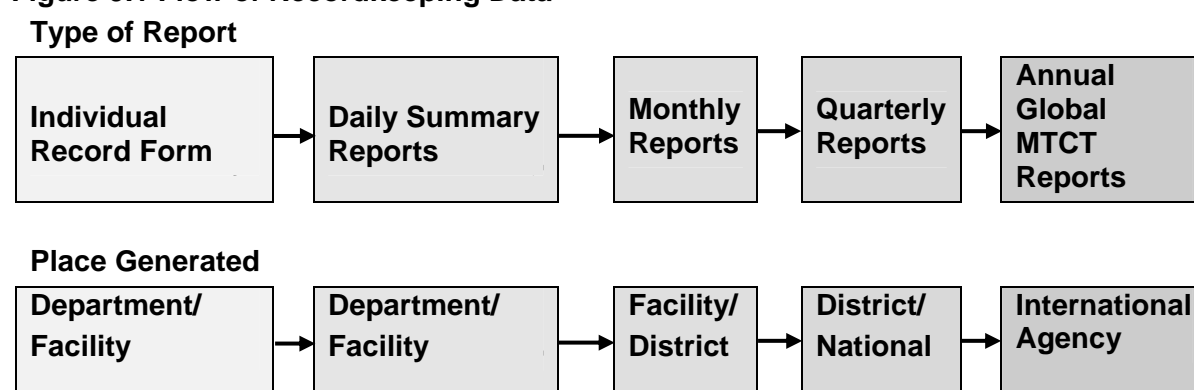 Type of Report
Individual
Record Form
Daily Summary
Reports
Monthly
Reports
Quarterly
Reports
Annual
Global
MTCT
Reports
Place Generated
Department/
Facility
Department/
Facility
Facility/
District
District/
National
International
Agency